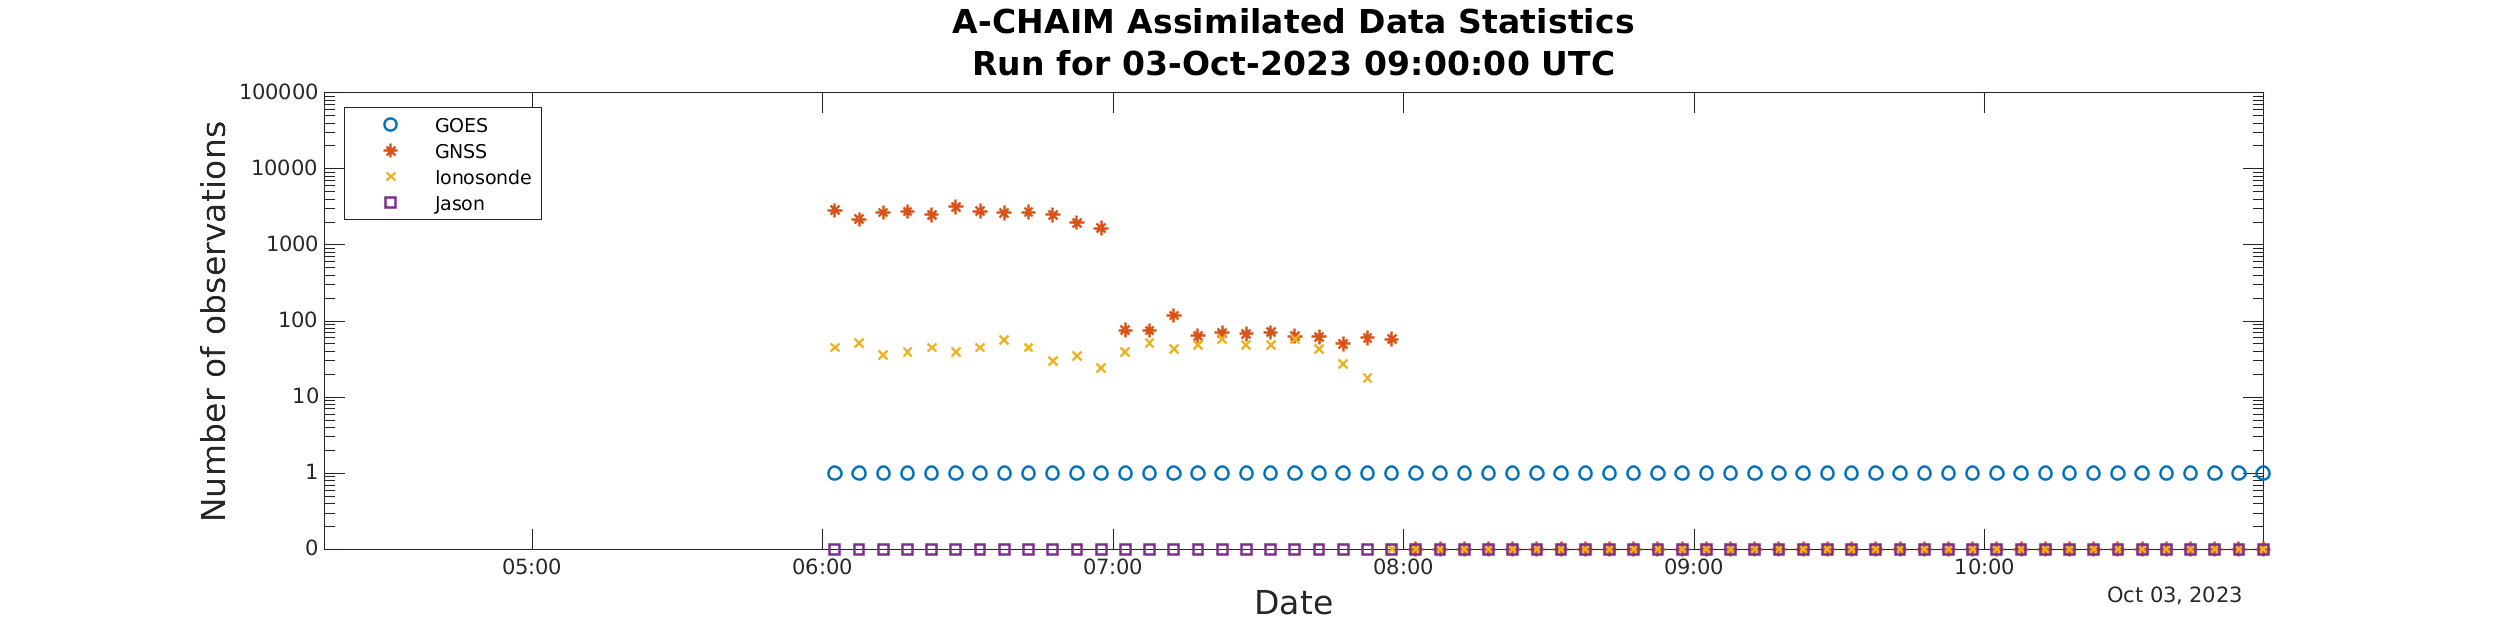 A-CHAIM Assimilated Data Statistics
Run for 03-Oct-2023 09:00:00 UTC
Number of observations
100000
10000
1000
100
10
1
0
GOES
GNSS
Ionosonde
Jason
05:00 06:00 07:00 08:00 09:00 10:00
Date
Oct 03, 2023